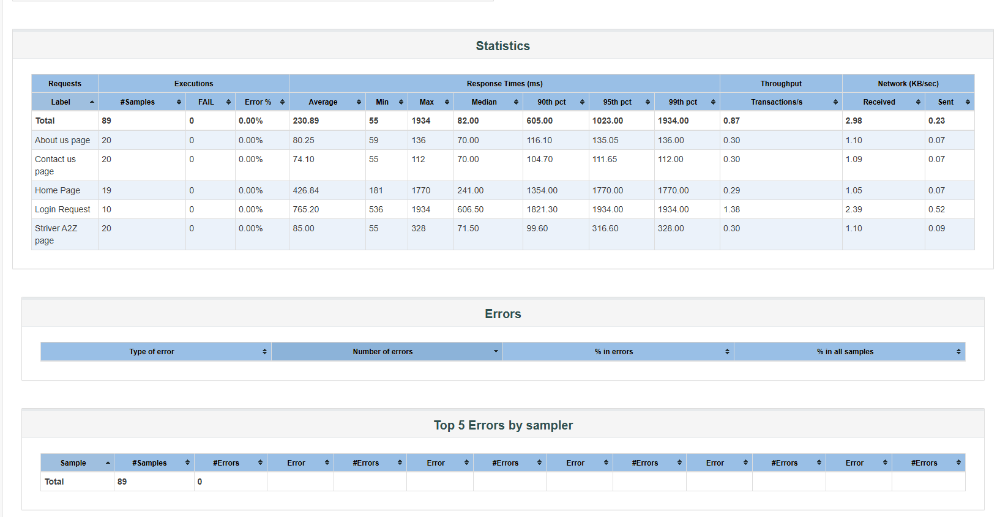 Statistics
Requests Executions Response Times (ms) Throughput Network (KB/sec)
Label #Samples FAIL Error % Average Min Max Median 90th pct 95th pct 99th pct Transactions/s Received Sent
Total 89 0 0.00% 230.89 55 1934 82.00 605.00 1023.00 1934.00 0.87 2.98 0.23
About us page 20 0 0.00% 80.25 59 136 70.00 116.10 135.05 136.00 0.30 1.10 0.07
Contact us 20 0 0.00% 74.10 55 112 70.00 104.70 111.65 112.00 0.30 1.09 0.07
page
Home Page 19 0 0.00% 426.84 181 1770 241.00 1354.00 1770.00 1770.00 0.29 1.05 0.07
Login Request 10 0 0.00% 765.20 536 1934 606.50 1821.30 1934.00 1934.00 1.38 2.39 0.52
Striver A2Z 20 0 0.00% 85.00 55 328 71.50 99.60 316.60 328.00 0.30 1.10 0.09
page
Errors
Type of error Number of errors % in errors % in all samples
Top 5 Errors by sampler
Sample #Samples #Errors Error #Errors Error #Errors Error #Errors Error #Errors Error #Errors
Total 89 0